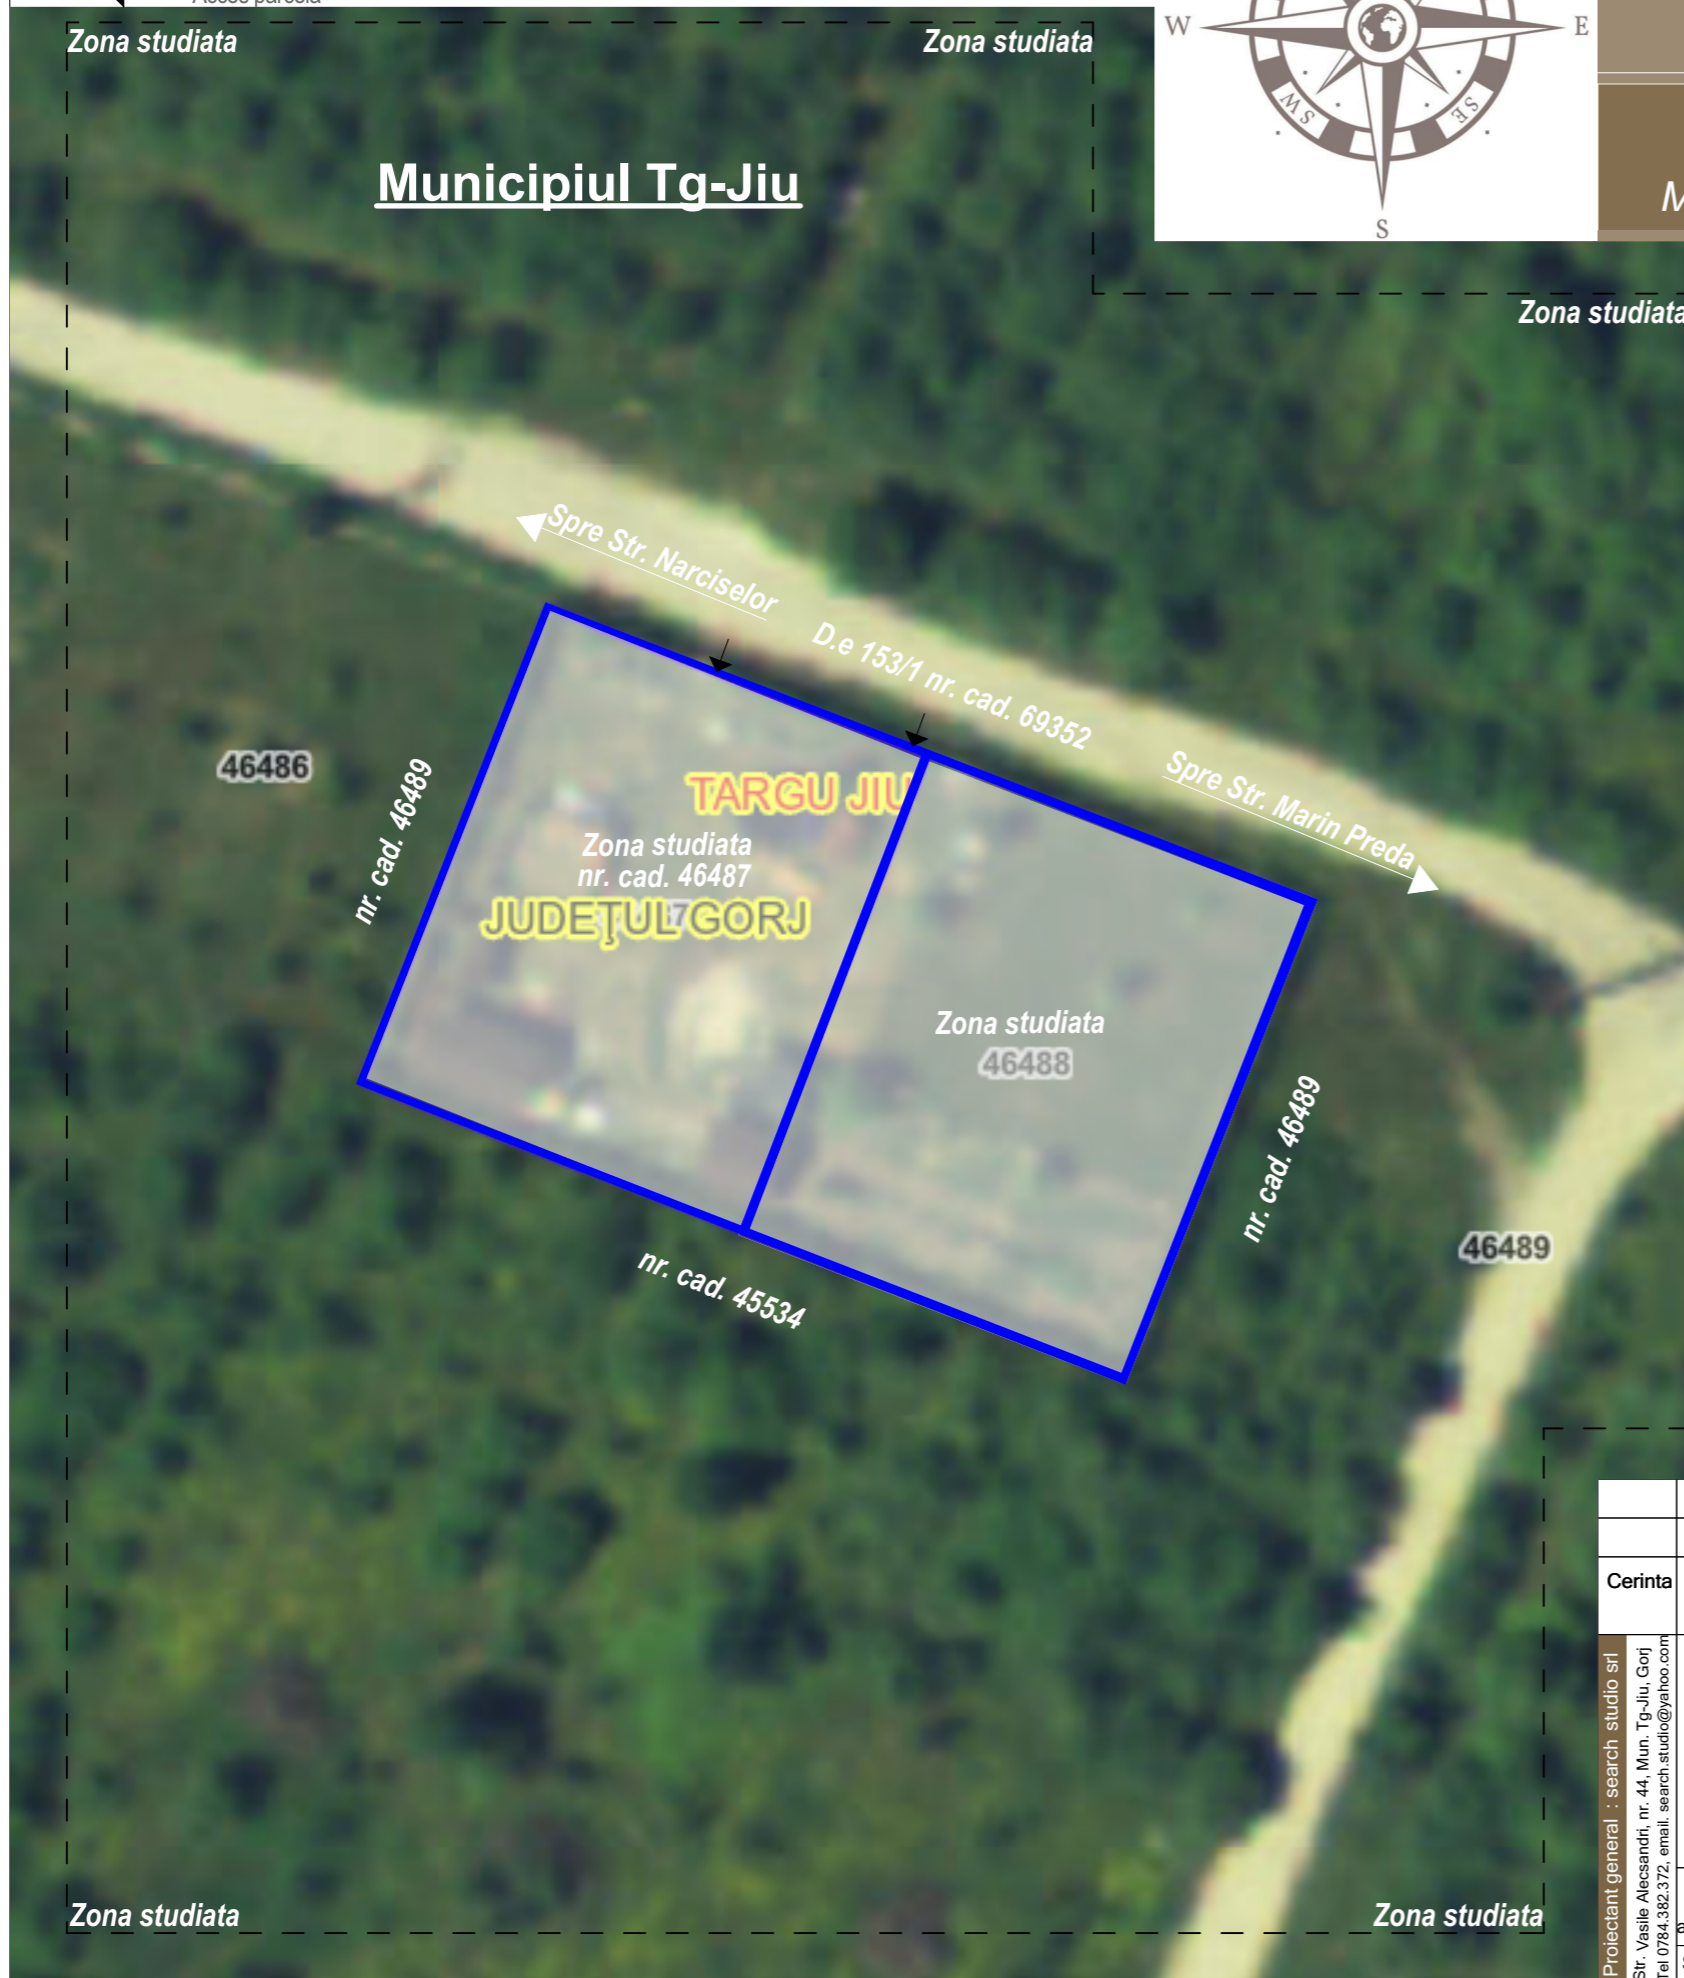 Acces parcela
Zona studiata
Zona studiata
W
E
SW
SE
S
M
Municipiul Tg-Jiu
Zona studiata
Spre Str. Narciselor
D.e 153/1 nr. cad. 69352
Spre Str. Marin Preda
46486
nr. cad. 46489
TARGU JIU
Zona studiata
nr. cad. 46487
JUDEŢUL GORJ
Zona studiata
46488
nr. cad. 46489
46489
nr. cad. 45534
Cerinta
Proiectant general : search studio srl
Str. Vasile Alecsandri, nr. 44, Mun. Tg-Jiu, Gorj
Tel 0784.382.372, email. search.studio@yahoo.com
Zona studiata
Zona studiata